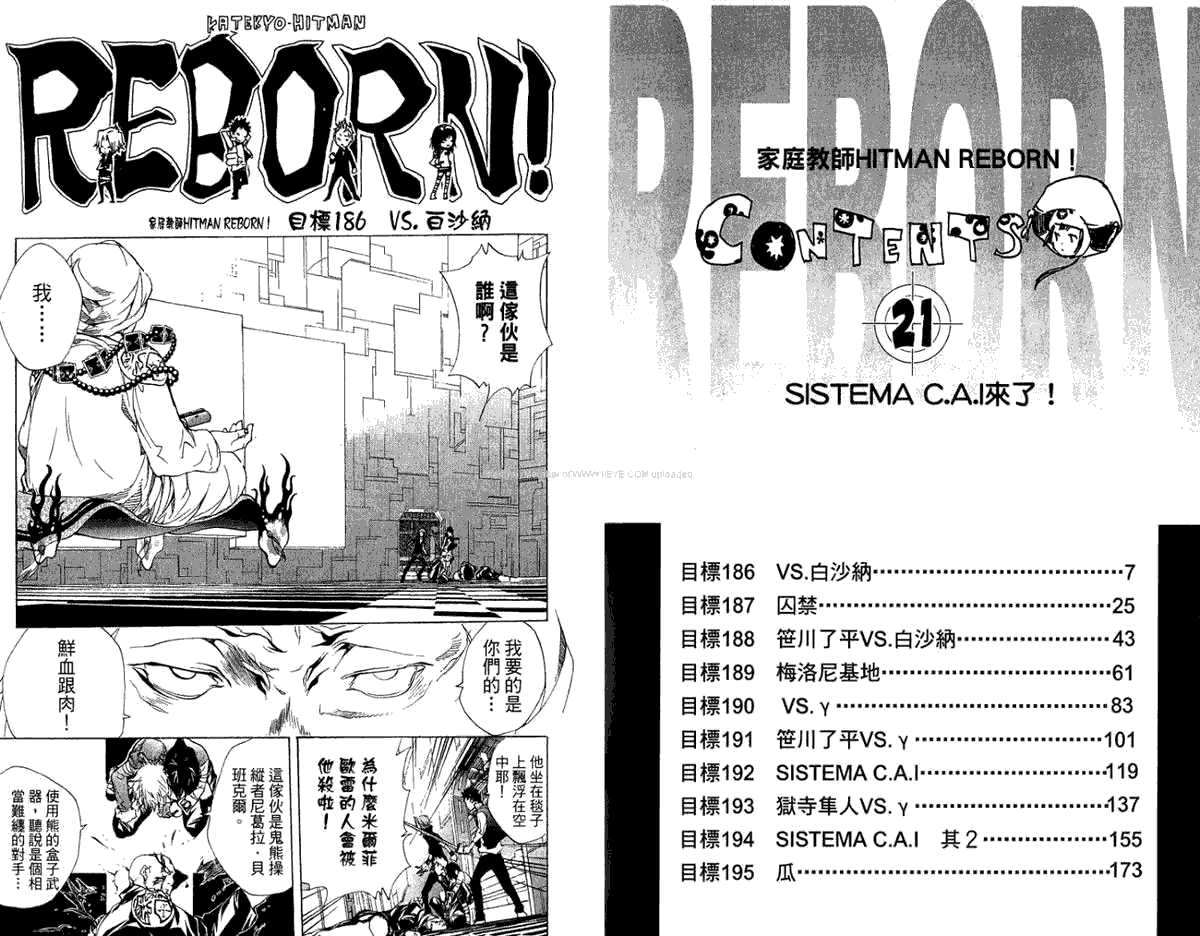 REBORN
家庭教師HITMAN REBORN！
CONTENTS
21
SISTEMA C.A.I來了！
目標186 VS.白沙納……………………………7
目標187 囚禁……………………………25
目標188 笹川了平VS.白沙納……………………………43
目標189 梅洛尼基地……………………………61
目標190 VS.γ……………………………83
目標191 笹川了平VS.γ……………………………101
目標192 SISTEMA C.A.I……………………………119
目標193 獄寺隼人VS.γ……………………………137
目標194 SISTEMA C.A.I 其２……………………………155
目標195 瓜……………………………173
KATEKYO-HITMAN
REBORN!
家庭教師HITMAN REBORN！ 目標186 VS.白沙納
這傢伙是
誰啊？
我
……
我要的是
你們的…
鮮血跟肉！
他坐在毯子
上飄浮在空
中耶！
為什麼米爾菲
歐雷的人會被
他殺啦！
這傢伙是鬼熊操
縱者尼葛拉．貝
班克爾。
使用熊的盒子武
器，聽說是個相
當難纏的對手…